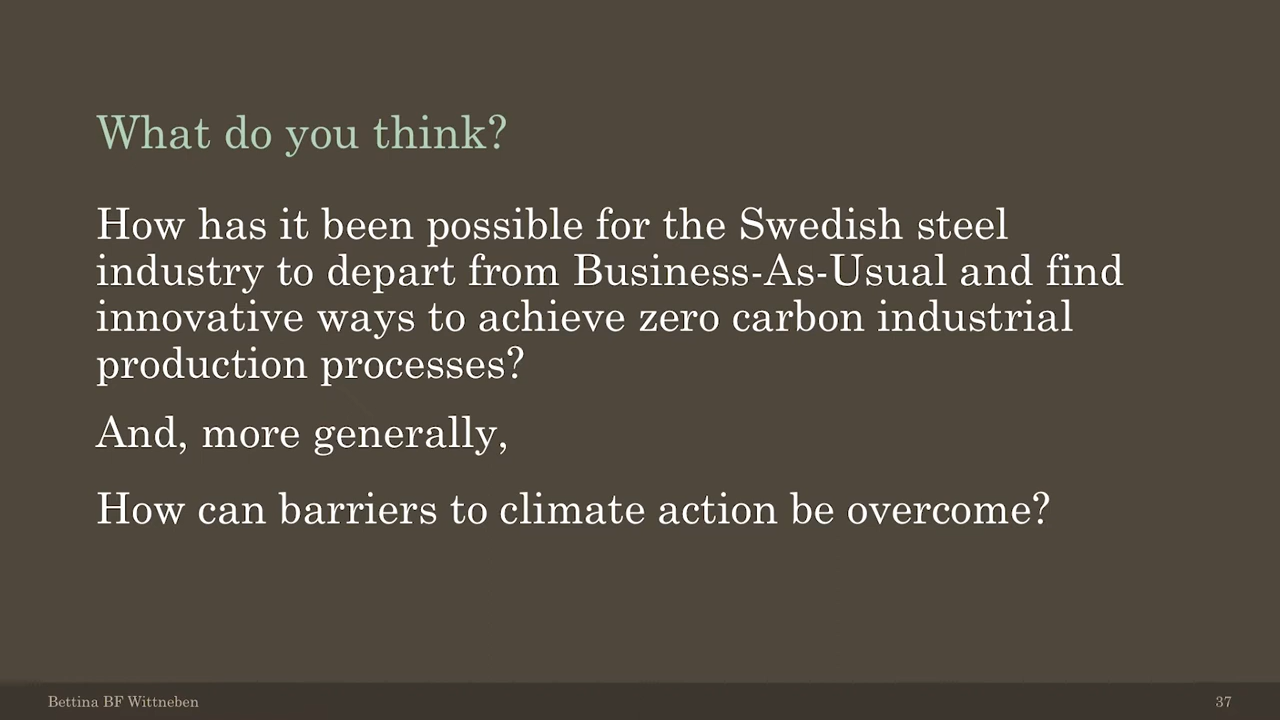 What do you think?
How has it been possible for the Swedish steel
industry to depart from Business-As-Usual and find
innovative ways to achieve zero carbon industrial
production processes?
And, more generally,
How can barriers to climate action be overcome?
Bettina BF Wittneben
37